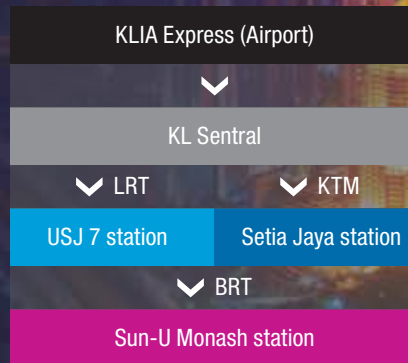 KLIA Express (Airport)
KL Sentral
LRT KTM
USJ 7 station Setia Jaya station
BRT
Sun-U Monash station